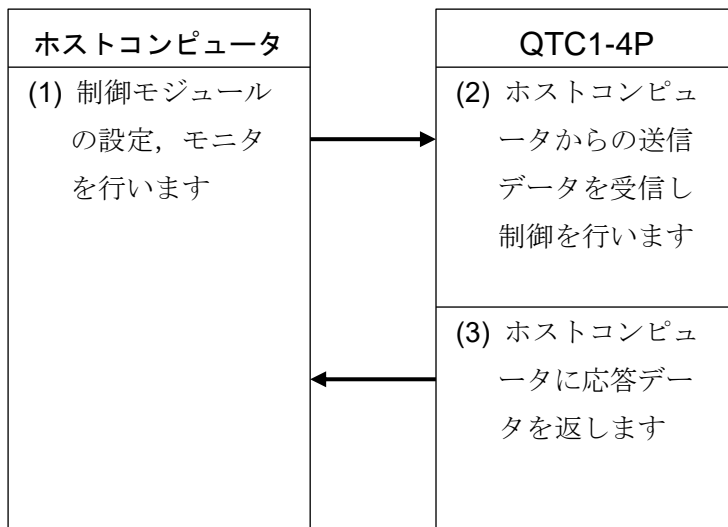 ホストコンピュータ
(1) 制御モジュール
の設定，モニタ
を行います
QTC1-4P
(2) ホストコンピュ
ータからの送信
データを受信し
制御を行います
(3) ホストコンピュ
ータに応答デー
タを返します